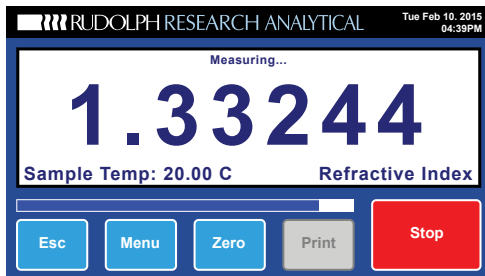 RUDOLPH RESEARCH ANALYTICAL
Tue Feb 10. 2015
04:39PM
Measuring...
1.33244
Sample Temp: 20.00 C Refractive Index
Esc Menu Zero Print Stop